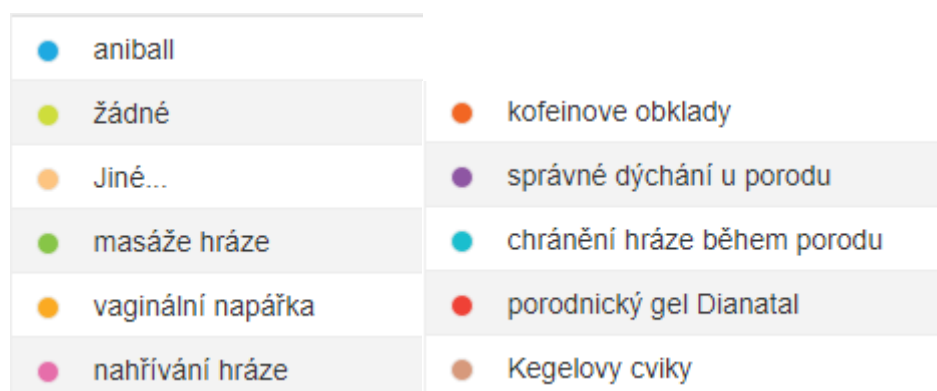 aniball
žádné
Jiné...
masáže hráze
vaginální napářka
nahřívání hráze
kofeinove obklady
správné dýchání u porodu
chránění hráze během porodu
porodnický gel Dianatal
Kegelovy cviky